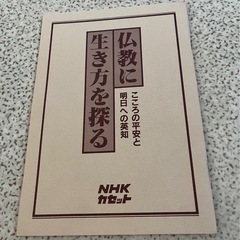 仏教に
生き方を探る
こころの平安と
明日への英知
NHK
カセット